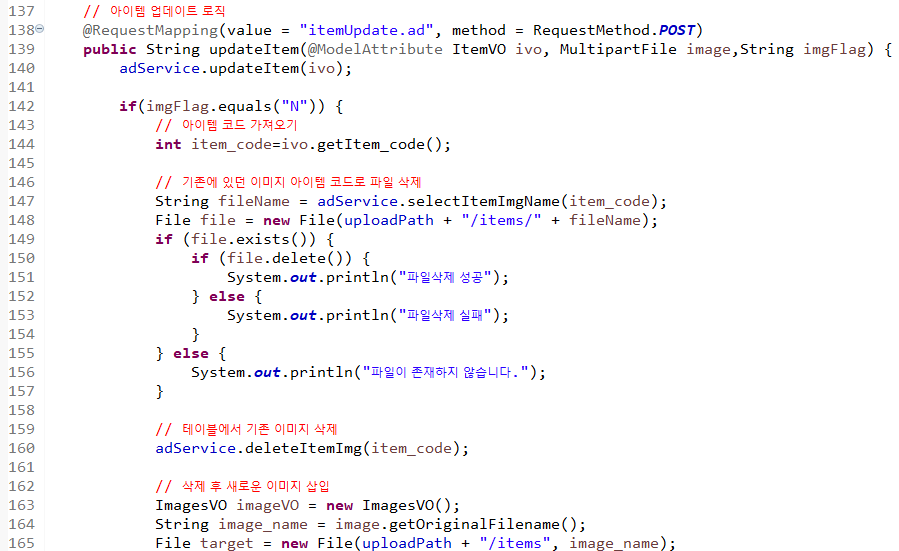 137 // 아이템 업데이트 로직
138 @RequestMapping(value = "itemUpdate.ad", method = RequestMethod.POST)
139 public String updateItem(@ModelAttribute ItemVO ivo, MultipartFile image,String imgFlag) {
140 adService.updateItem(ivo);
141
142 if(imgFlag.equals("N")) {
143 // 아이템 코드 가져오기
144 int item_code=ivo.getItem_code();
145
146 // 기존에 있던 이미지 아이템 코드로 파일 삭제
147 String fileName = adService.selectItemImgName(item_code);
148 File file = new File(uploadPath + "/items/" + fileName);
149 if (file.exists()) {
150 if (file.delete()) {
151 System.out.println("파일삭제 성공");
152 } else {
153 System.out.println("파일삭제 실패");
154 }
155 } else {
156 System.out.println("파일이 존재하지 않습니다.");
157 }
158
159 // 테이블에서 기존 이미지 삭제
160 adService.deleteItemImg(item_code);
161
162 // 삭제 후 새로운 이미지 삽입
163 ImagesVO imageVO = new ImagesVO();
164 String image_name = image.getOriginalFilename();
165 File target = new File(uploadPath + "/items", image_name);